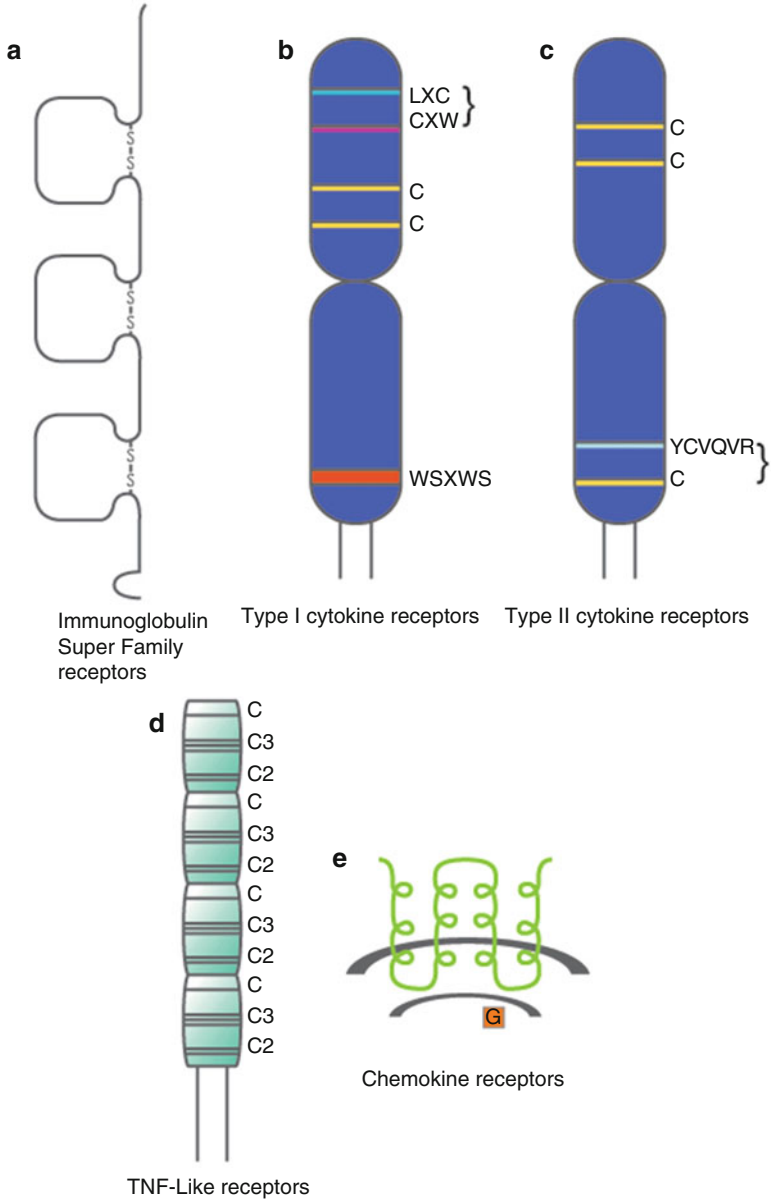 a
S
S
S
S
S
S
Immunoglobulin
Super Family
receptors
b
LXC
CXW
C
C
WSXWS
Type I cytokine receptors
c
C
C
YCVQVR
C
Type II cytokine receptors
d
C
C3
C2
C
C3
C2
C
C3
C2
C
C3
C2
TNF-Like receptors
e
G
Chemokine receptors